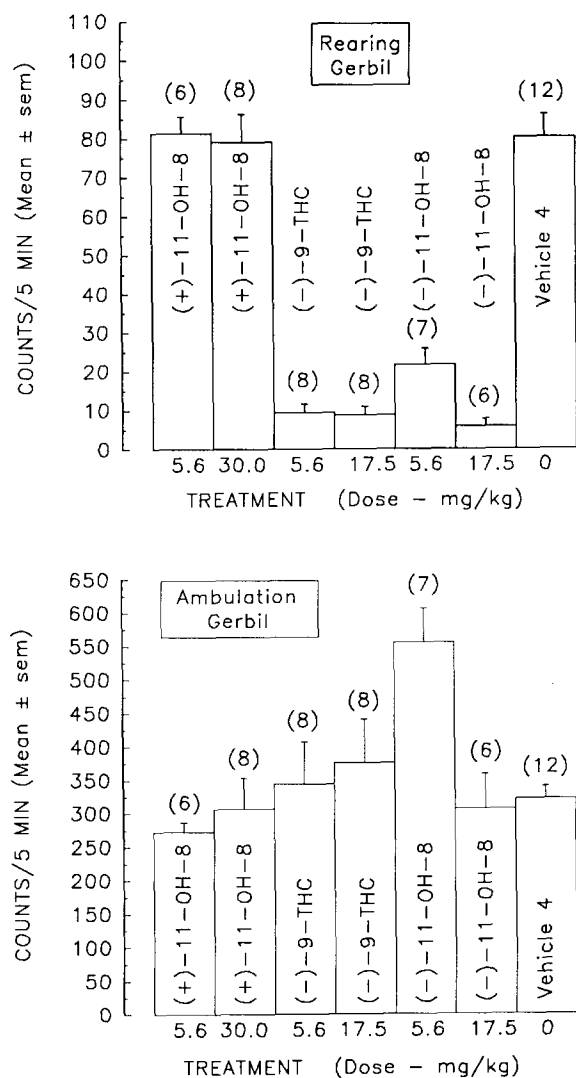 Rearing
Gerbil
COUNTS/5 MIN (Mean ± sem)
110
100
90
80
70
60
50
40
30
20
10
0
(6)
(8)
(8)
(8)
(7)
(6)
(12)
(+)-11-OH-8
(+)-11-OH-8
(-)-9-THC
(-)-9-THC
(-)-11-OH-8
(-)-11-OH-8
Vehicle 4
5.6 30.0 5.6 17.5 5.6 17.5 0
TREATMENT (Dose - mg/kg)
Ambulation
Gerbil
COUNTS/5 MIN (Mean ± sem)
650
600
550
500
450
400
350
300
250
200
150
100
50
0
(6)
(8)
(8)
(8)
(7)
(6)
(12)
(+)-11-OH-8
(+)-11-OH-8
(-)-9-THC
(-)-9-THC
(-)-11-OH-8
(-)-11-OH-8
Vehicle 4
5.6 30.0 5.6 17.5 5.6 17.5 0
TREATMENT (Dose - mg/kg)